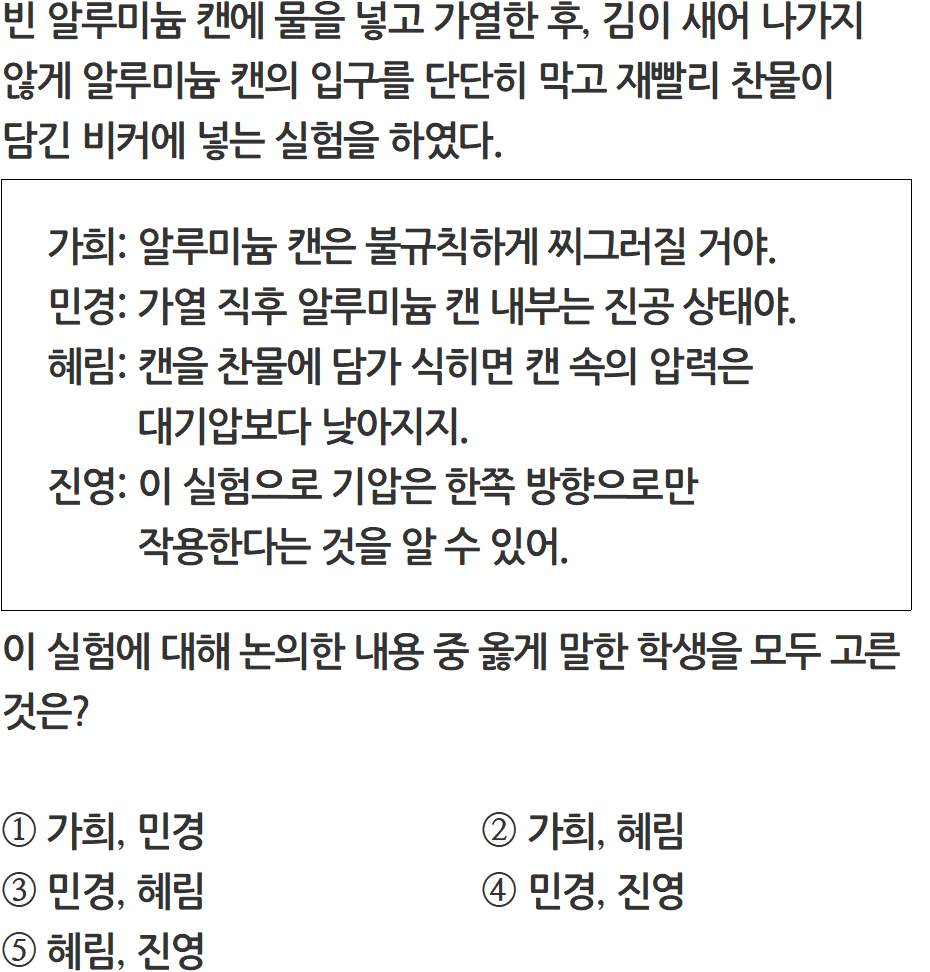 빈 알루미늄 캔에 물을 넣고 가열한 후, 김이 새어 나가지
않게 알루미늄 캔의 입구를 단단히 막고 재빨리 찬물이
담긴 비커에 넣는 실험을 하였다.
가희: 알루미늄 캔은 불규칙하게 찌그러질 거야.
민경: 가열 직후 알루미늄 캔 내부는 진공 상태야.
혜림: 캔을 찬물에 담가 식히면 캔 속의 압력은
대기압보다 낮아지지.
진영: 이 실험으로 기압은 한쪽 방향으로만
작용한다는 것을 알 수 있어.
이 실험에 대해 논의한 내용 중 옳게 말한 학생을 모두 고른
것은?
① 가희, 민경 ② 가희, 혜림
③ 민경, 혜림 ④ 민경, 진영
⑤ 혜림, 진영